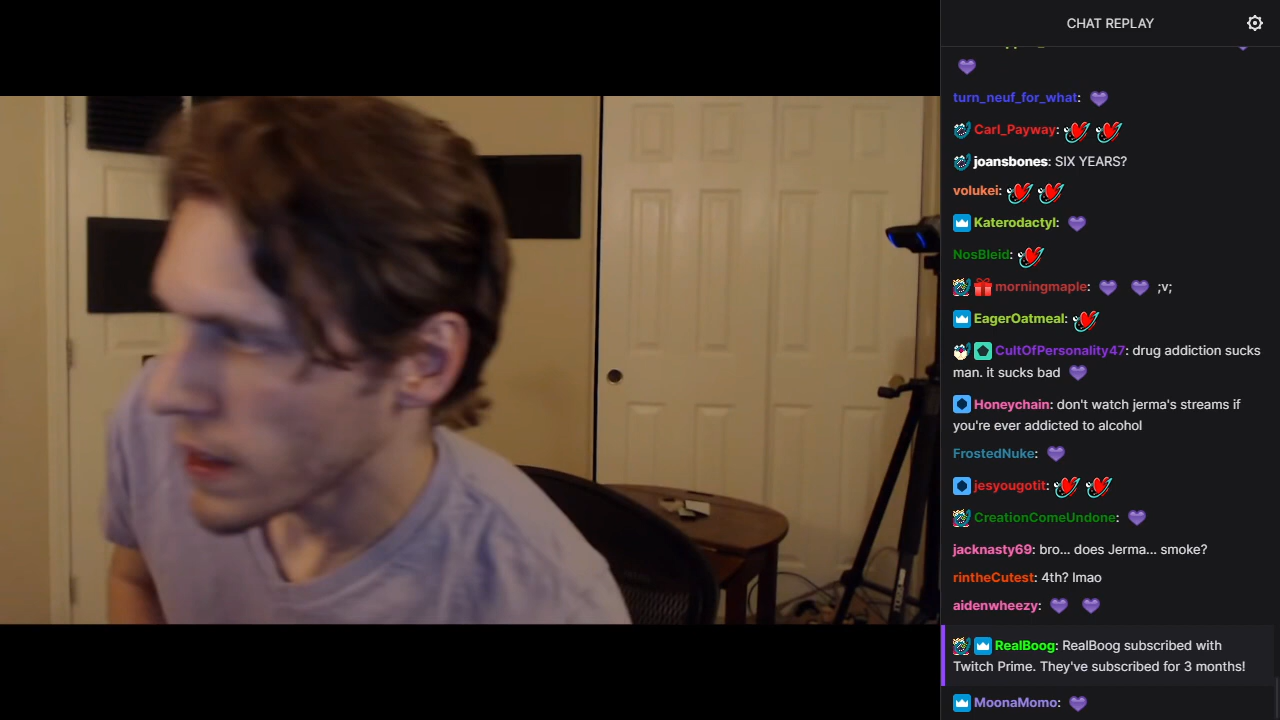 CHAT REPLAY
turn_neuf_for_what:
Carl_Payway:
joansbones: SIX YEARS?
volukei:
Katerodactyl:
NosBleid:
morningmaple: ;v;
EagerOatmeal:
CultOfPersonality47: drug addiction sucks
man. it sucks bad
Honeychain: don't watch jerma's streams if
you're ever addicted to alcohol
FrostedNuke:
jesyougotit:
CreationComeUndone:
jacknasty69: bro... does Jerma... smoke?
rintheCutest: 4th? lmao
aidenwheezy:
RealBoog: RealBoog subscribed with
Twitch Prime. They've subscribed for 3 months!
MoonaMomo: